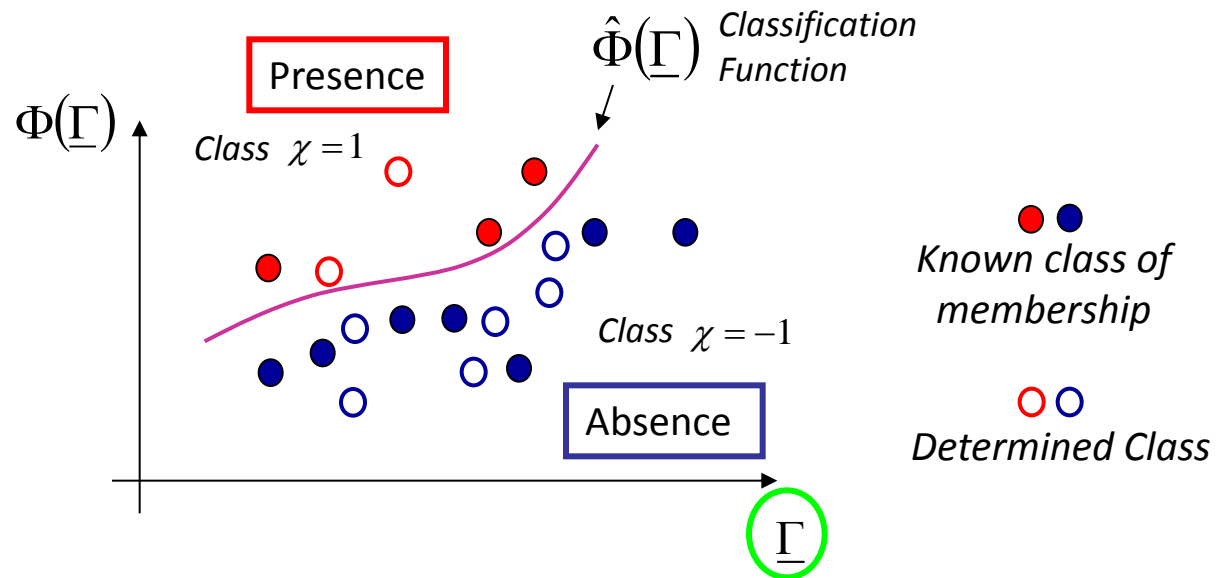 Φ̂(Γ) Classification
Function
Presence
Φ(Γ)
Class χ = 1
Known class of
membership
Class χ = −1
Absence
Determined Class
Γ